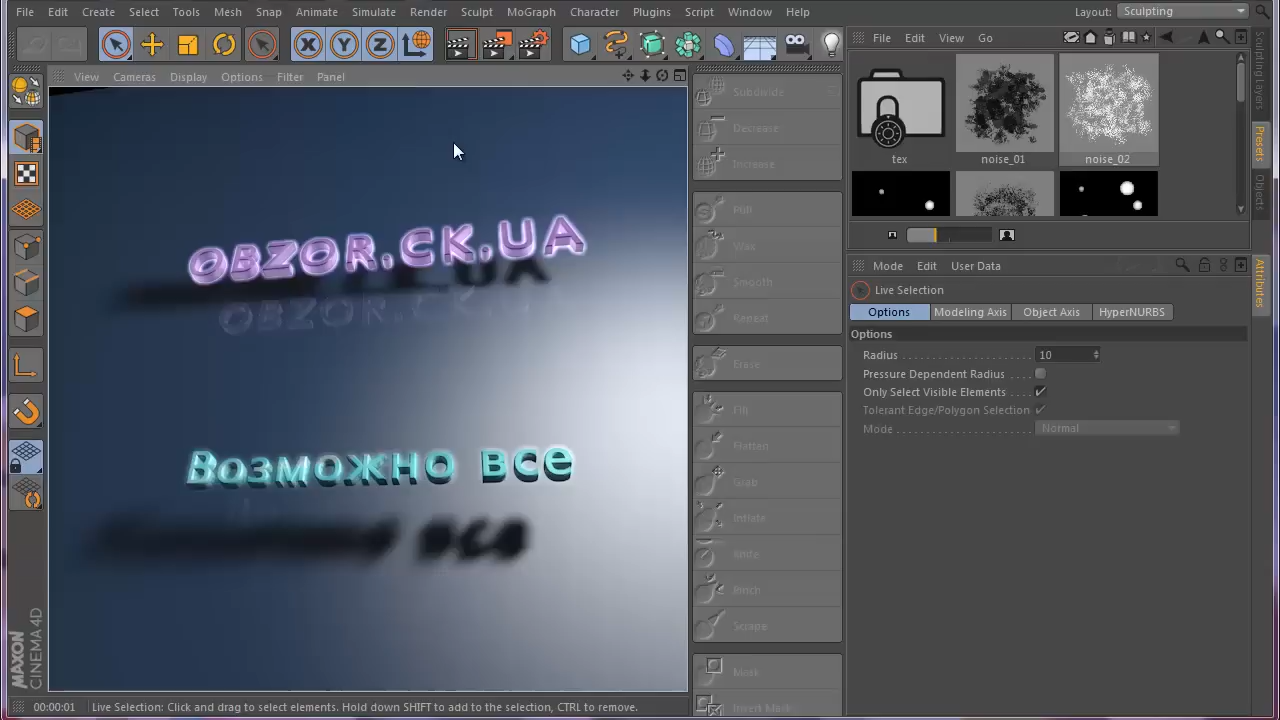 File Edit Create Select Tools Mesh Snap Animate Simulate Render Sculpt MoGraph Character Plugins Script Window Help
Layout: Sculpting
X Y Z
View Cameras Display Options Filter Panel
OBZOR.CK.UA
Возможно все
Subdivide
Decrease
Increase
Pull
Wax
Smooth
Repeat
Erase
Fill
Flatten
Grab
Inflate
Knife
Pinch
Scrape
Mask
Invert Mask
File Edit View Go
tex
noise_01
noise_02
Sculpting Layers
Presets
Objects
Mode Edit User Data
Live Selection
Options Modeling Axis Object Axis HyperNURBS
Options
Radius 10
Pressure Dependent Radius
Only Select Visible Elements
Tolerant Edge/Polygon Selection
Mode Normal
Attributes
MAXON
CINEMA 4D
00:00:01
Live Selection: Click and drag to select elements. Hold down SHIFT to add to the selection, CTRL to remove.